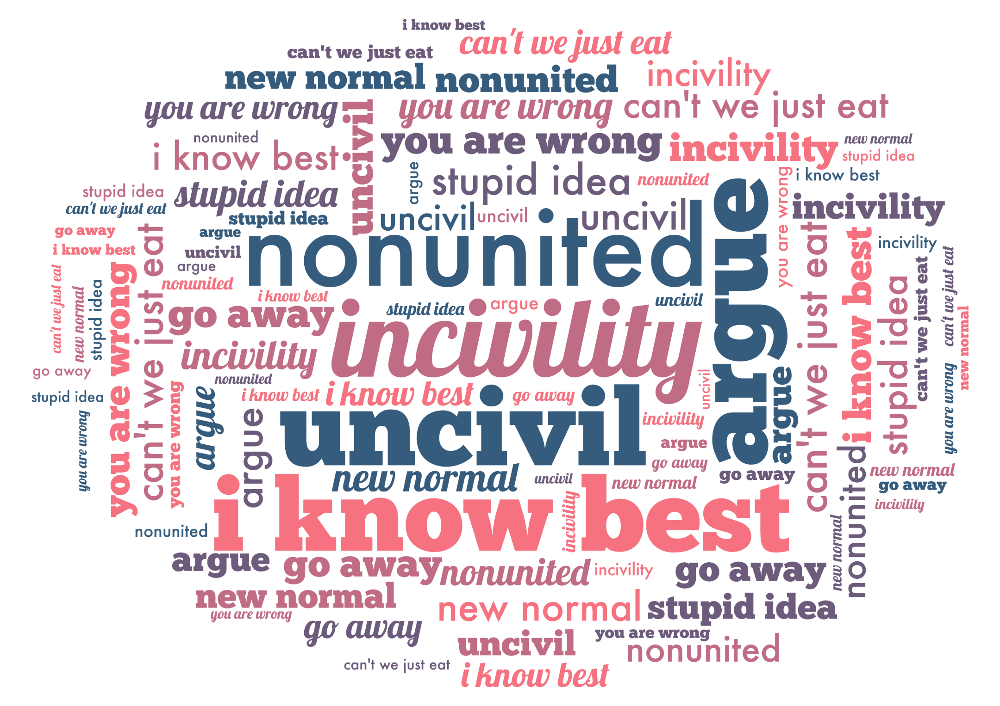 i know best
can't we just eat
can't we just eat
new normal
nonunited
incivility
you are wrong
uncivil
you are wrong
can't we just eat
nonunited
you are wrong
incivility
new normal
i know best
stupid idea
argue
stupid idea
nonunited
you are wrong
i know best
stupid idea
stupid idea
can't we just eat
stupid idea
uncivil
uncivil
uncivil
argue
incivility
go away
argue
i know best
uncivil
argue
nonunited
nonunited
can't we just eat
can't we just eat
i know best
incivility
can't we just eat
can't we just eat
new normal
stupid idea
you are wrong
can't we just eat
nonunited
i know best
go away
stupid idea
argue
uncivil
incivility
stupid idea
new normal
incivility
go away
nonunited
stupid idea
you are wrong
you are wrong
argue
argue
i know best
i know best
go away
uncivil
argue
you are wrong
uncivil
incivility
argue
go away
go away
nonunited
new normal
go away
incivility
new normal
uncivil
new normal
i know best
incivility
nonunited
new normal
argue
go away
nonunited
incivility
go away
new normal
you are wrong
new normal
stupid idea
go away
uncivil
you are wrong
nonunited
can't we just eat
i know best